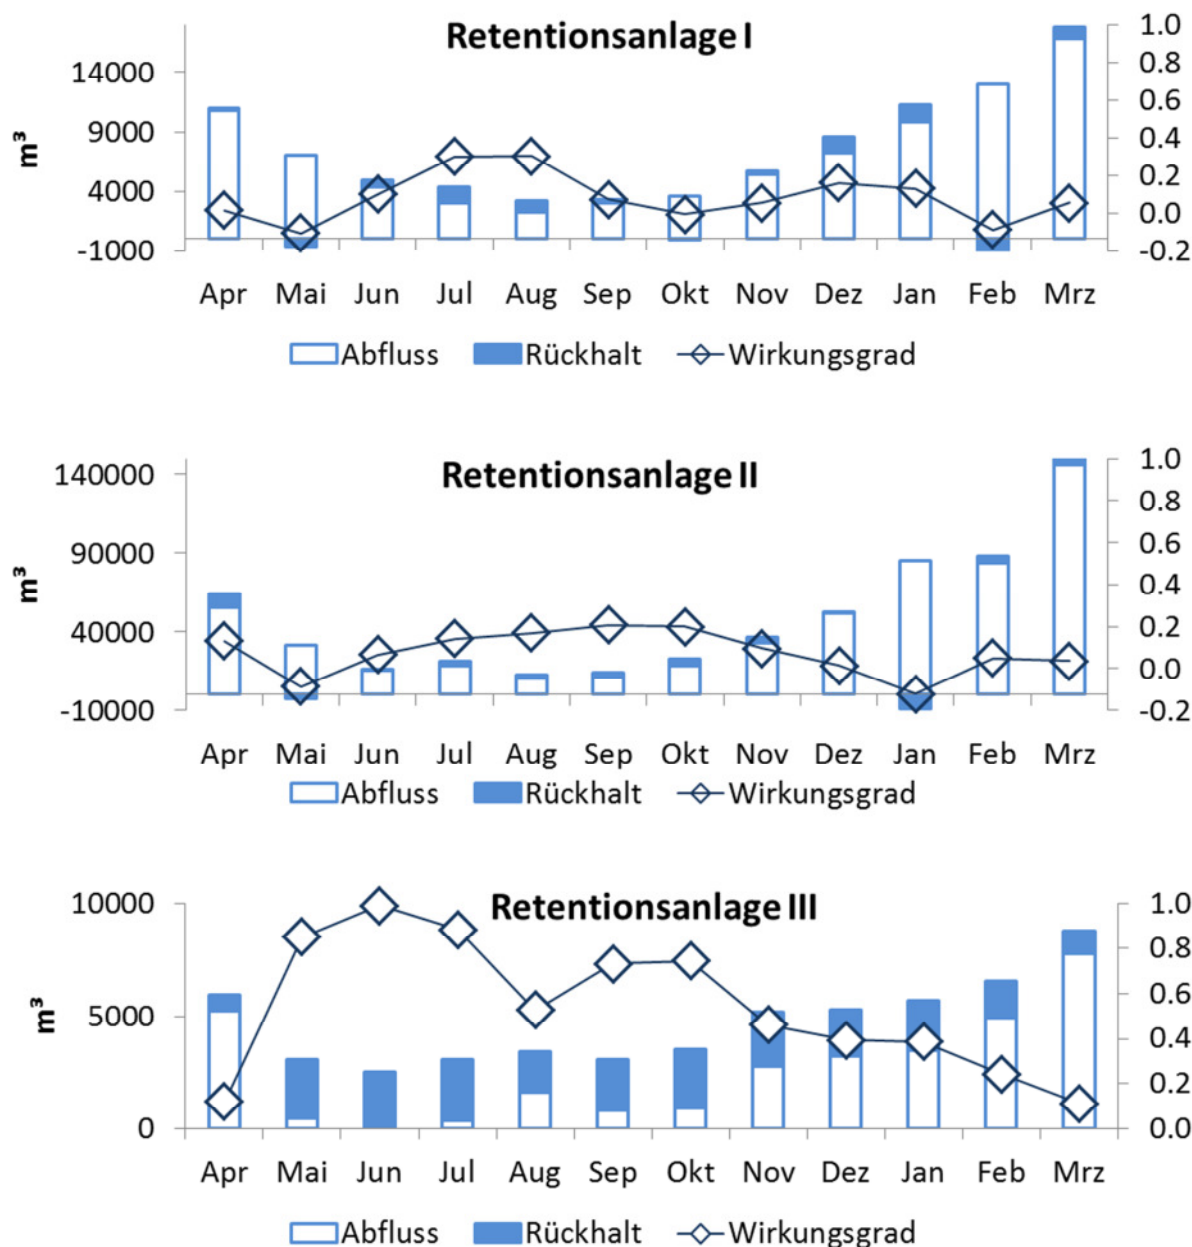 Retentionsanlage I
m³
14000
9000
4000
-1000
1.0
0.8
0.6
0.4
0.2
0.0
-0.2
Apr Mai Jun Jul Aug Sep Okt Nov Dez Jan Feb Mrz
Abfluss Rückhalt Wirkungsgrad
Retentionsanlage II
m³
140000
90000
40000
-10000
1.0
0.8
0.6
0.4
0.2
0.0
-0.2
Apr Mai Jun Jul Aug Sep Okt Nov Dez Jan Feb Mrz
Abfluss Rückhalt Wirkungsgrad
Retentionsanlage III
m³
10000
5000
0
1.0
0.8
0.6
0.4
0.2
0.0
Apr Mai Jun Jul Aug Sep Okt Nov Dez Jan Feb Mrz
Abfluss Rückhalt Wirkungsgrad